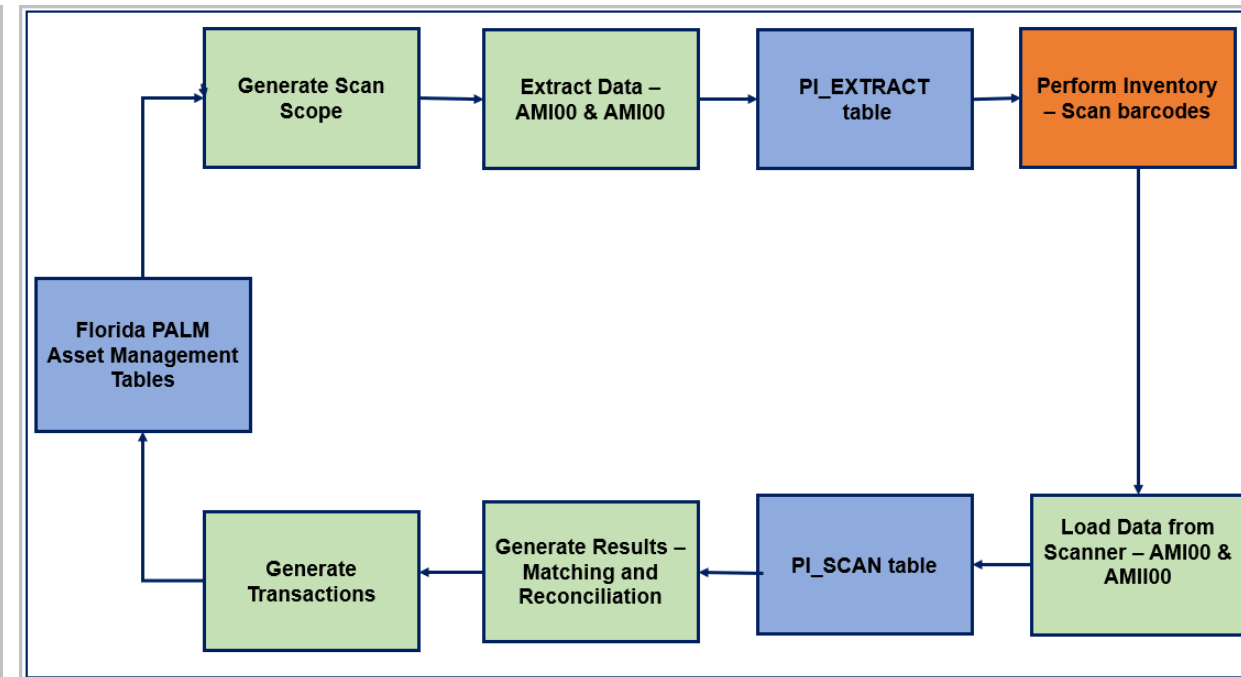 Generate Scan
Scope
Extract Data –
AMI00 & AMI00
PI_EXTRACT
table
Perform Inventory
– Scan barcodes
Florida PALM
Asset Management
Tables
Load Data from
Scanner – AMI00 &
AMII00
PI_SCAN table
Generate Results –
Matching and
Reconciliation
Generate
Transactions